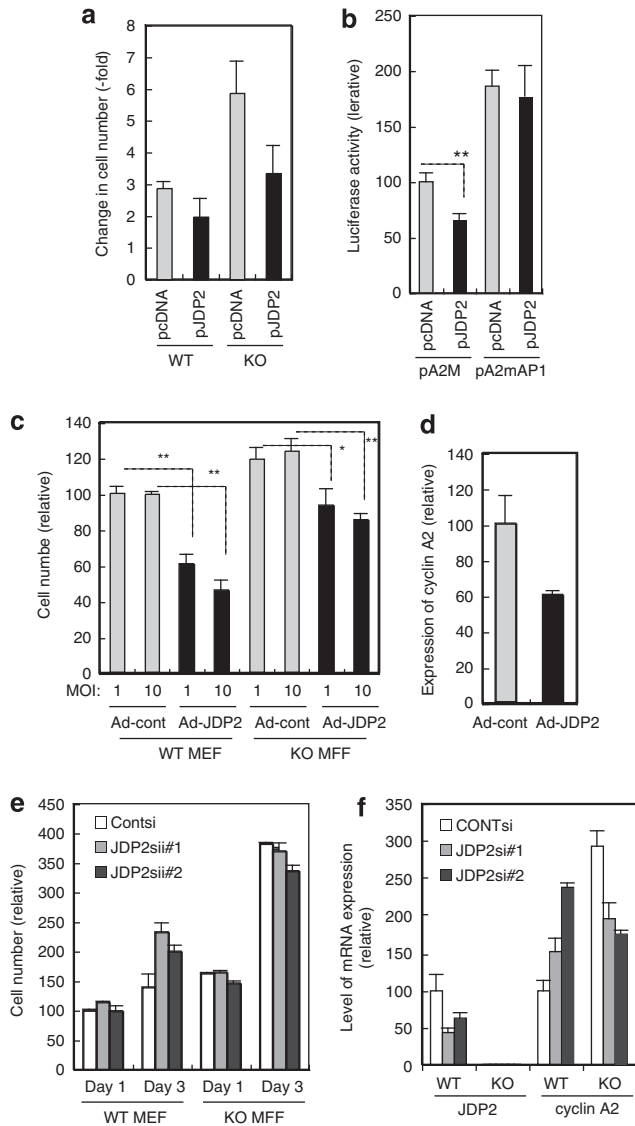 a
Change in cell number (-fold)
8
7
6
5
4
3
2
1
0
pcDNA
pJDP2
pcDNA
pJDP2
WT
KO
b
Luciferase activity (lerative)
250
200
150
100
50
0
**
pcDNA
pJDP2
pcDNA
pJDP2
pA2M
pA2mAP1
c
Cell numbe (relative)
140
120
100
80
60
40
20
0
**
**
*
**
MOI: 1 10 1 10 1 10 1 10
Ad-cont Ad-JDP2 Ad-cont Ad-JDP2
WT MEF KO MFF
d
Expression of cyclin A2 (relative)
140
120
100
80
60
40
20
0
Ad-cont Ad-JDP2
e
Cell number (relative)
450
400
350
300
250
200
150
100
50
0
Contsi
JDP2sii#1
JDP2sii#2
Day 1 Day 3 Day 1 Day 3
WT MEF KO MFF
f
Level of mRNA expression
(relative)
350
300
250
200
150
100
50
0
CONTsi
JDP2si#1
JDP2si#2
WT KO WT KO
JDP2 cyclin A2